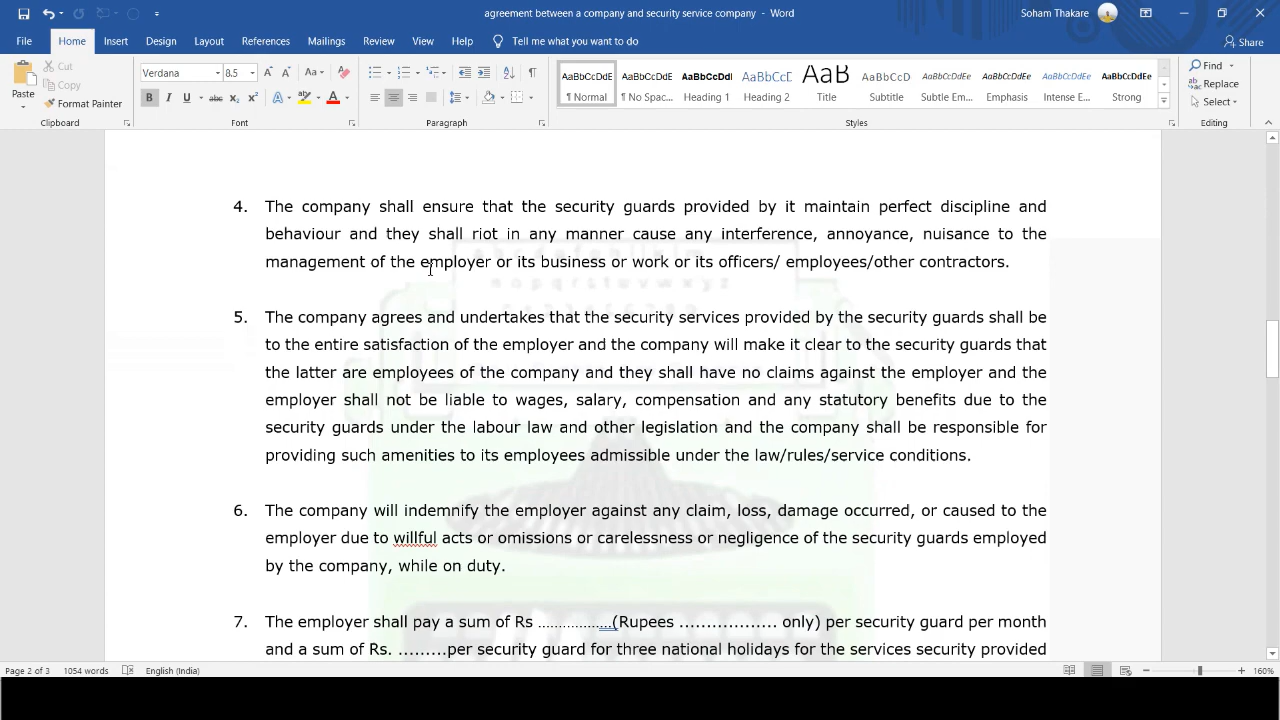 agreement between a company and security service company - Word
Soham Thakare
File Home Insert Design Layout References Mailings Review View Help Tell me what you want to do Share
Paste Cut Copy Format Painter
Verdana 8.5
AaBbCcDdE AaBbCcDdE AaBbCcDdI AaBbCcD AaB AaBbCcD AaBbCcDdEe AaBbCcDdEe AaBbCcDdEe AaBbCcDdE
¶ Normal ¶ No Spac... Heading 1 Heading 2 Title Subtitle Subtle Em... Emphasis Intense E... Strong
Find Replace Select
Clipboard Font Paragraph Styles Editing
4. The company shall ensure that the security guards provided by it maintain perfect discipline and
behaviour and they shall riot in any manner cause any interference, annoyance, nuisance to the
management of the employer or its business or work or its officers/ employees/other contractors.
5. The company agrees and undertakes that the security services provided by the security guards shall be
to the entire satisfaction of the employer and the company will make it clear to the security guards that
the latter are employees of the company and they shall have no claims against the employer and the
employer shall not be liable to wages, salary, compensation and any statutory benefits due to the
security guards under the labour law and other legislation and the company shall be responsible for
providing such amenities to its employees admissible under the law/rules/service conditions.
6. The company will indemnify the employer against any claim, loss, damage occurred, or caused to the
employer due to willful acts or omissions or carelessness or negligence of the security guards employed
by the company, while on duty.
7. The employer shall pay a sum of Rs ..................(Rupees .................. only) per security guard per month
and a sum of Rs. .........per security guard for three national holidays for the services security provided
Page 2 of 3 1054 words English (India) 160%